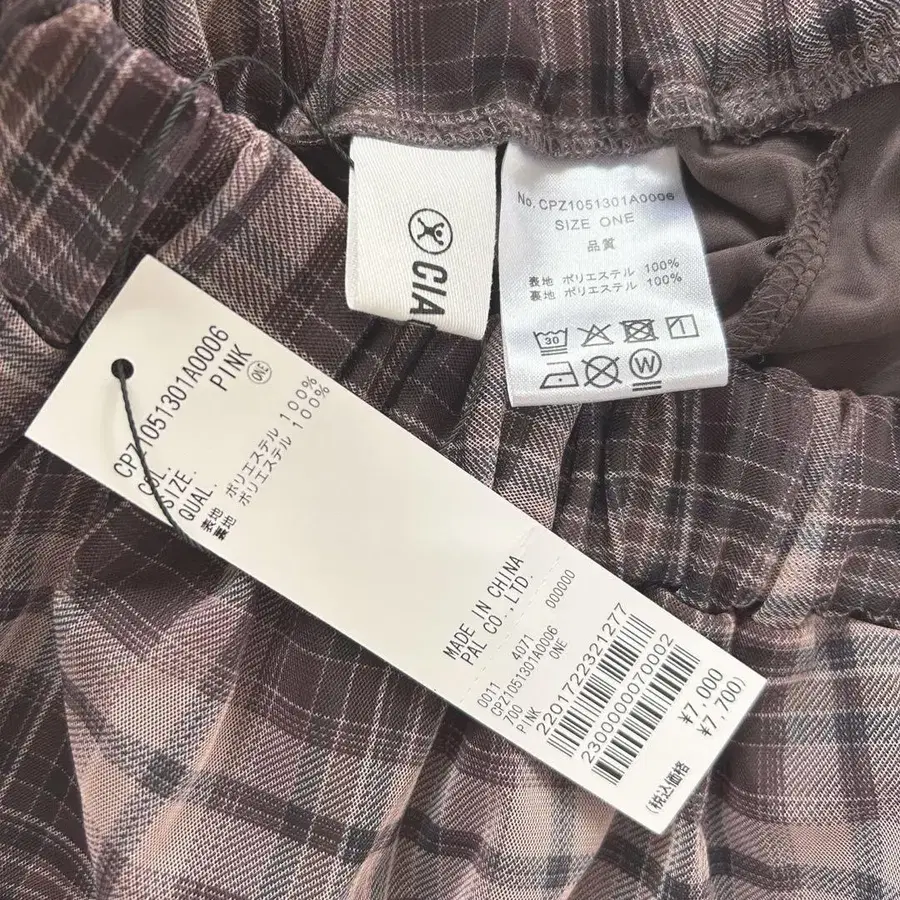 CIA
No. CPZ1051301A0006
SIZE ONE
品質
表地 ポリエステル 100%
裏地 ポリエステル 100%
30
1
W
CPZ1051301A0006
COL. PINK
SIZE. ONE
QUAL.
表地 ポリエステル 100%
裏地 ポリエステル 100%
MADE IN CHINA
PAL CO.,LTD.
0011 4071 000000
CPZ1051301A0006
700 ONE
PINK
2201722321277
2300000070002
¥7,000
(税込価格 ¥7,700)